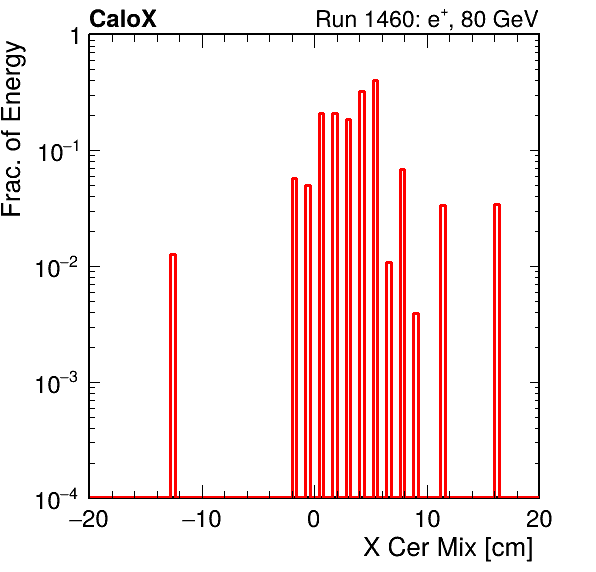 CaloX Run 1460: e⁺, 80 GeV
Frac. of Energy
1
10⁻¹
10⁻²
10⁻³
10⁻⁴
−20 −10 0 10 20
X Cer Mix [cm]